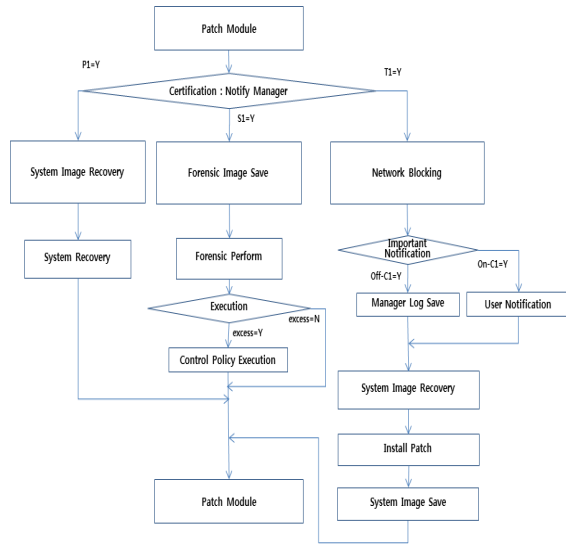 Patch Module
P1=Y
T1=Y
Certification : Notify Manager
S1=Y
System Image Recovery
Forensic Image Save
Network Blocking
System Recovery
Forensic Perform
Important
Notification
Off-C1=Y
On-C1=Y
Execution
excess=N
excess=Y
Manager Log Save
User Notification
Control Policy Execution
System Image Recovery
Install Patch
Patch Module
System Image Save